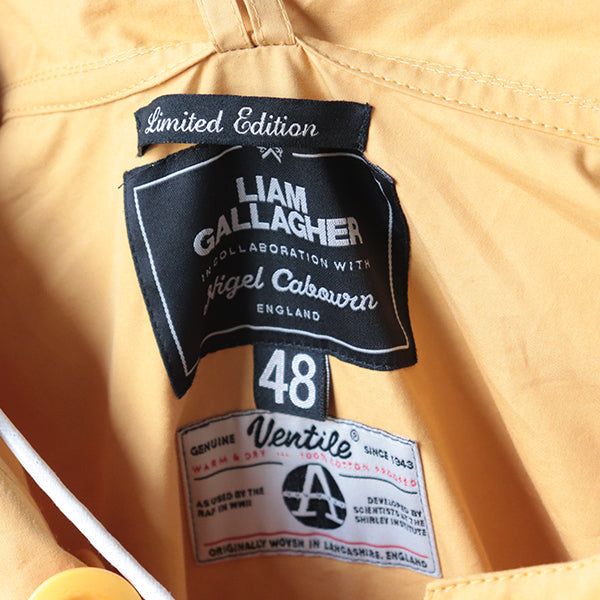 Limited Edition
LIAM
GALLAGHER
IN COLLABORATION WITH
Nigel Cabourn
ENGLAND
48
GENUINE Ventile® SINCE 1943
WARM & DRY 100% COTTON
A
AS USED BY THE
RAF IN WWII
DEVELOPED BY
SCIENTISTS AT THE
SHIRLEY INSTITUTE
ORIGINALLY WOVEN IN LANCASHIRE, ENGLAND